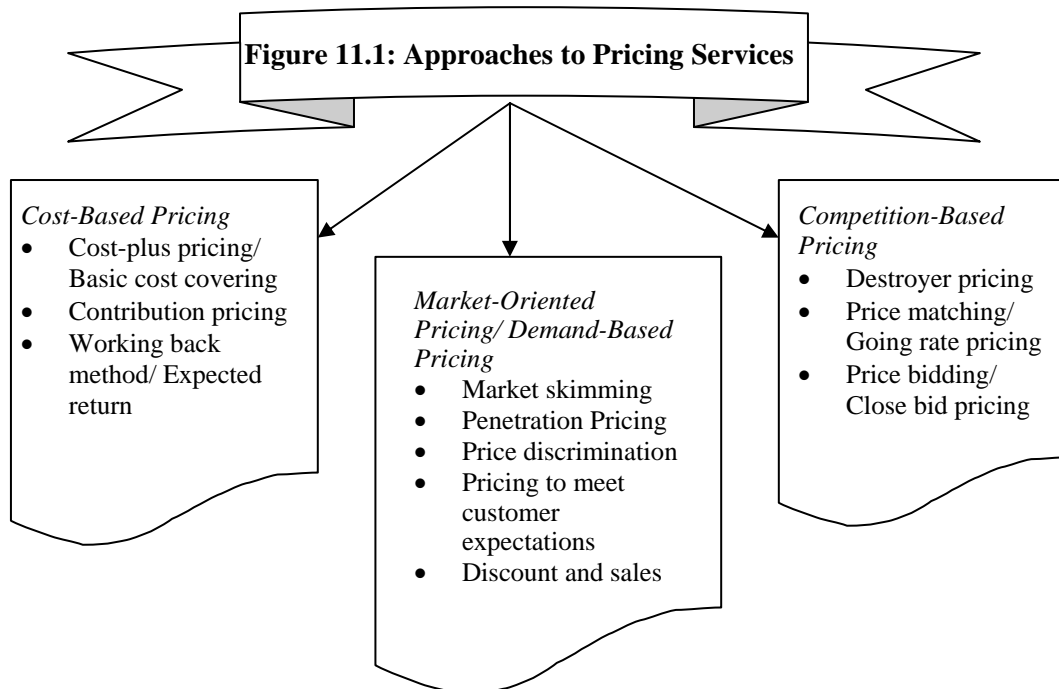 Figure 11.1: Approaches to Pricing Services
Cost-Based Pricing
• Cost-plus pricing/
Basic cost covering
• Contribution pricing
• Working back
method/ Expected
return
Market-Oriented
Pricing/ Demand-Based
Pricing
• Market skimming
• Penetration Pricing
• Price discrimination
• Pricing to meet
customer
expectations
• Discount and sales
Competition-Based
Pricing
• Destroyer pricing
• Price matching/
Going rate pricing
• Price bidding/
Close bid pricing